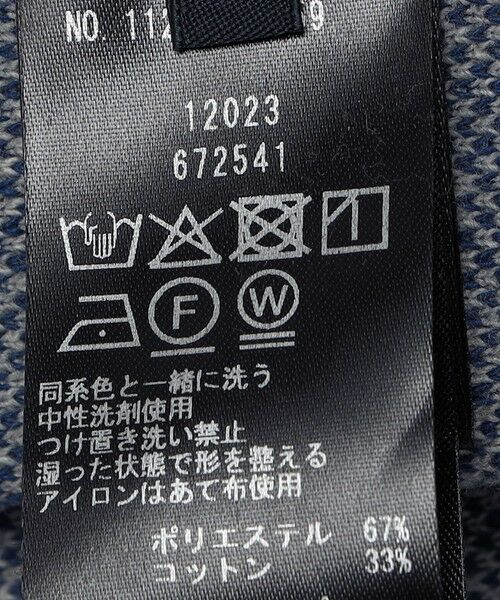 NO. 112
9
12023
672541
F
W
同系色と一緒に洗う
中性洗剤使用
つけ置き洗い禁止
湿った状態で形を整える
アイロンはあて布使用
ポリエステル 67%
コットン 33%